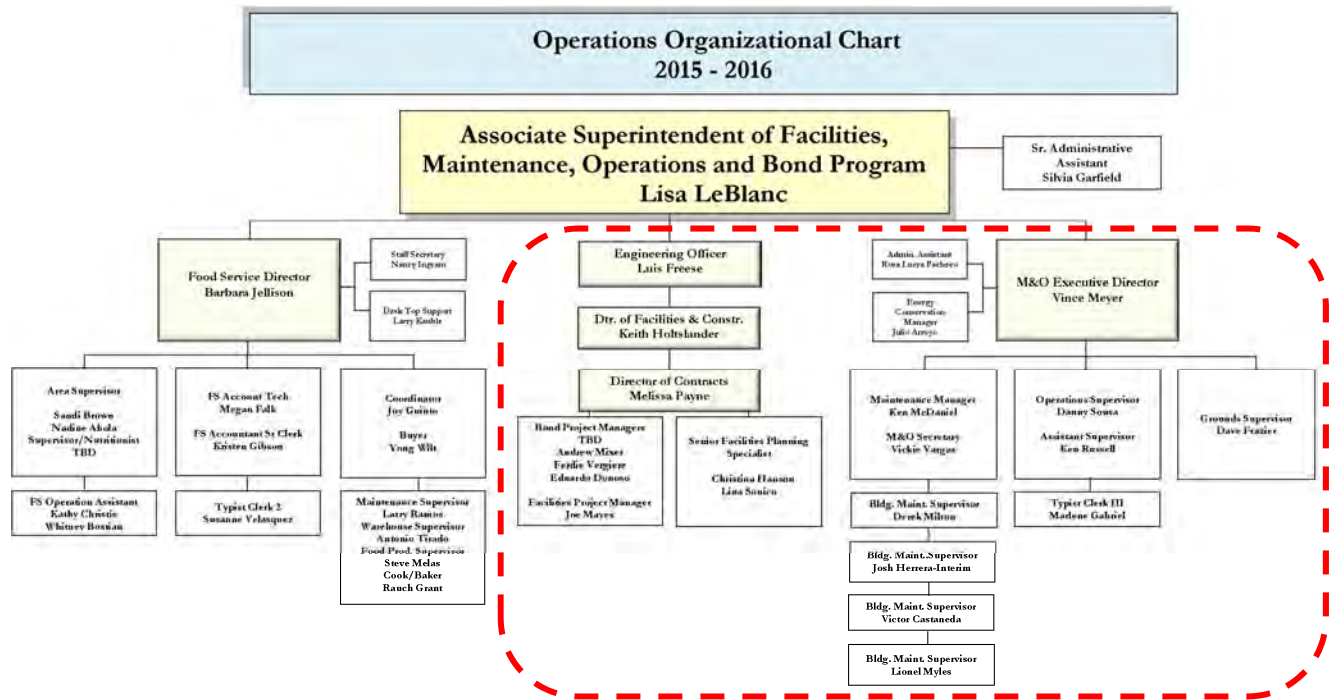 Operations Organizational Chart
2015 - 2016
Associate Superintendent of Facilities,
Maintenance, Operations and Bond Program
Lisa LeBlanc
Sr. Administrative
Assistant
Silvia Garfield
Food Service Director
Barbara Jellison
Staff Secretary
Nancy Ingram
Desk Top Support
Larry
Engineering Officer
Luis Freese
Dtr. of Facilities & Constr.
Keith Holtslander
Director of Contracts
Melissa Payne
Admin. Assistant
Rosa Lucra Pacheco
Energy
Conservation
Manager
Julio Arroyo
M&O Executive Director
Vince Meyer
Area Supervisor
Sandi Brown
Nadine Abola
Supervisor/Nutritionist
TBD
FS Account Tech
Megan Falk
FS Accountant Sr Clerk
Kristen Gibson
Coordinator
Joy Guinto
Buyer
Yong
FS Operation Assistant
Kathy Christie
Whitney Bossian
Typist Clerk 2
Susanne Velasquez
Maintenance Supervisor
Larry Ramos
Warehouse Supervisor
Antonio Tirado
Food Prod. Supervisor
Steve Melas
Cook/Baker
Rauch Grant
Bond Project Managers
TBD
Andrew Mixer
Ferdie Vergiere
Eduardo Donoso
Facilities Project Manager
Joe Mayes
Senior Facilities Planning
Specialist
Christina Hanson
Lina
Maintenance Manager
Ken McDaniel
M&O Secretary
Vickie Vargas
Operations Supervisor
Danny Sousa
Assistant Supervisor
Ken Russell
Grounds Supervisor
Dave Frazier
Bldg. Maint. Supervisor
Derek Milton
Typist Clerk III
Marlene Gabriel
Bldg. Maint..Supervisor
Josh Herrera-Interim
Bldg. Maint. Supervisor
Victor Castaneda
Bldg. Maint. Supervisor
Lionel Myles